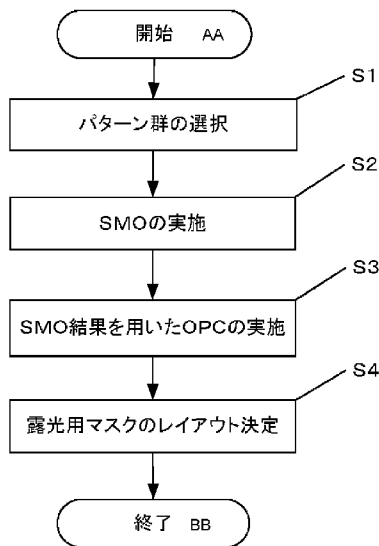 開始 AA
S1
パターン群の選択
S2
SMOの実施
S3
SMO結果を用いたOPCの実施
S4
露光用マスクのレイアウト決定
終了 BB